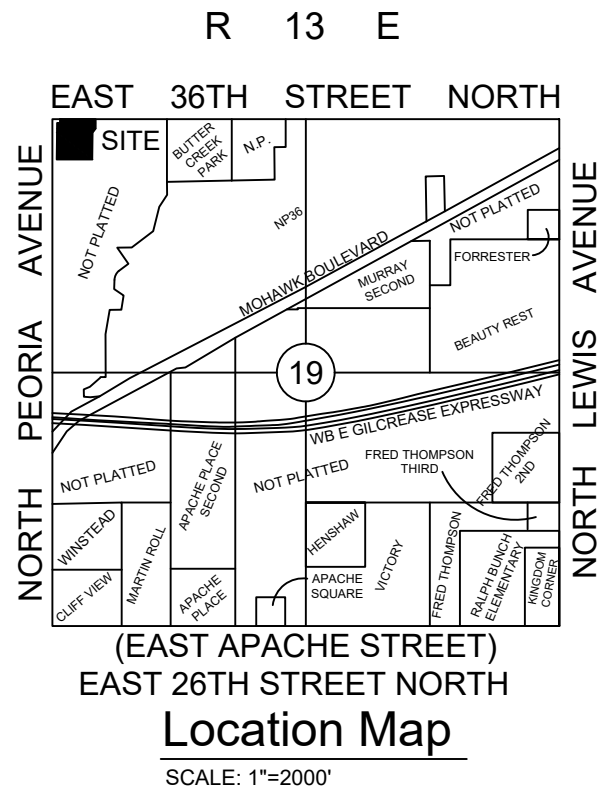 R 13 E
EAST 36TH STREET NORTH
NORTH PEORIA AVENUE
NORTH LEWIS AVENUE
SITE
BUTTER
CREEK
PARK
N.P.
NOT PLATTED
NP36
MOHAWK BOULEVARD
NOT PLATTED
FORRESTER
MURRAY
SECOND
BEAUTY REST
19
WB E GILCREASE EXPRESSWAY
NOT PLATTED
APACHE PLACE
SECOND
NOT PLATTED
FRED THOMPSON
THIRD
FRED THOMPSON
2ND
WINSTEAD
MARTIN ROLL
HENSHAW
VICTORY
FRED THOMPSON
RALPH BUNCH
ELEMENTARY
KINGDOM
CORNER
CLIFF VIEW
APACHE
PLACE
APACHE
SQUARE
(EAST APACHE STREET)
EAST 26TH STREET NORTH
Location Map
SCALE: 1"=2000'